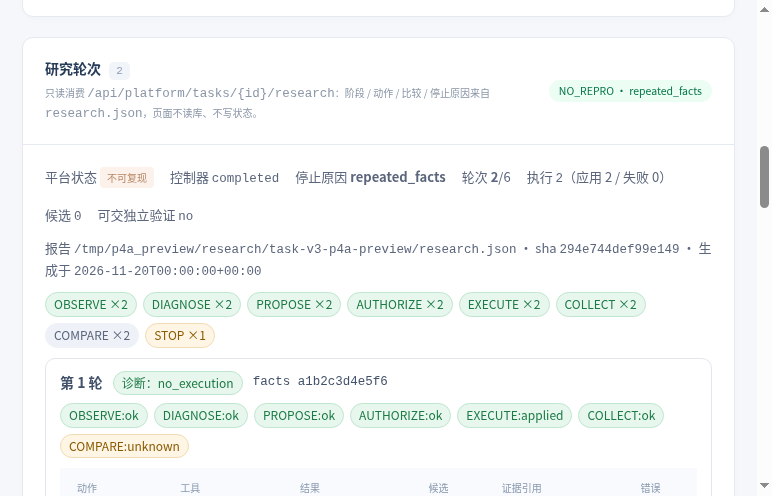 研究轮次 2
只读消费 /api/platform/tasks/{id}/research：阶段 / 动作 / 比较 / 停止原因来自
research.json，页面不读库、不写状态。
NO_REPRO · repeated_facts
平台状态 不可复现 控制器 completed 停止原因 repeated_facts 轮次 2/6 执行 2（应用 2 / 失败 0）
候选 0 可交独立验证 no
报告 /tmp/p4a_preview/research/task-v3-p4a-preview/research.json · sha 294e744def99e149 · 生
成于 2026-11-20T00:00:00+00:00
OBSERVE ×2 DIAGNOSE ×2 PROPOSE ×2 AUTHORIZE ×2 EXECUTE ×2 COLLECT ×2
COMPARE ×2 STOP ×1
第 1 轮 诊断：no_execution facts a1b2c3d4e5f6
OBSERVE:ok DIAGNOSE:ok PROPOSE:ok AUTHORIZE:ok EXECUTE:applied COLLECT:ok
COMPARE:unknown
动作 工具 结果 候选 证据引用 错误